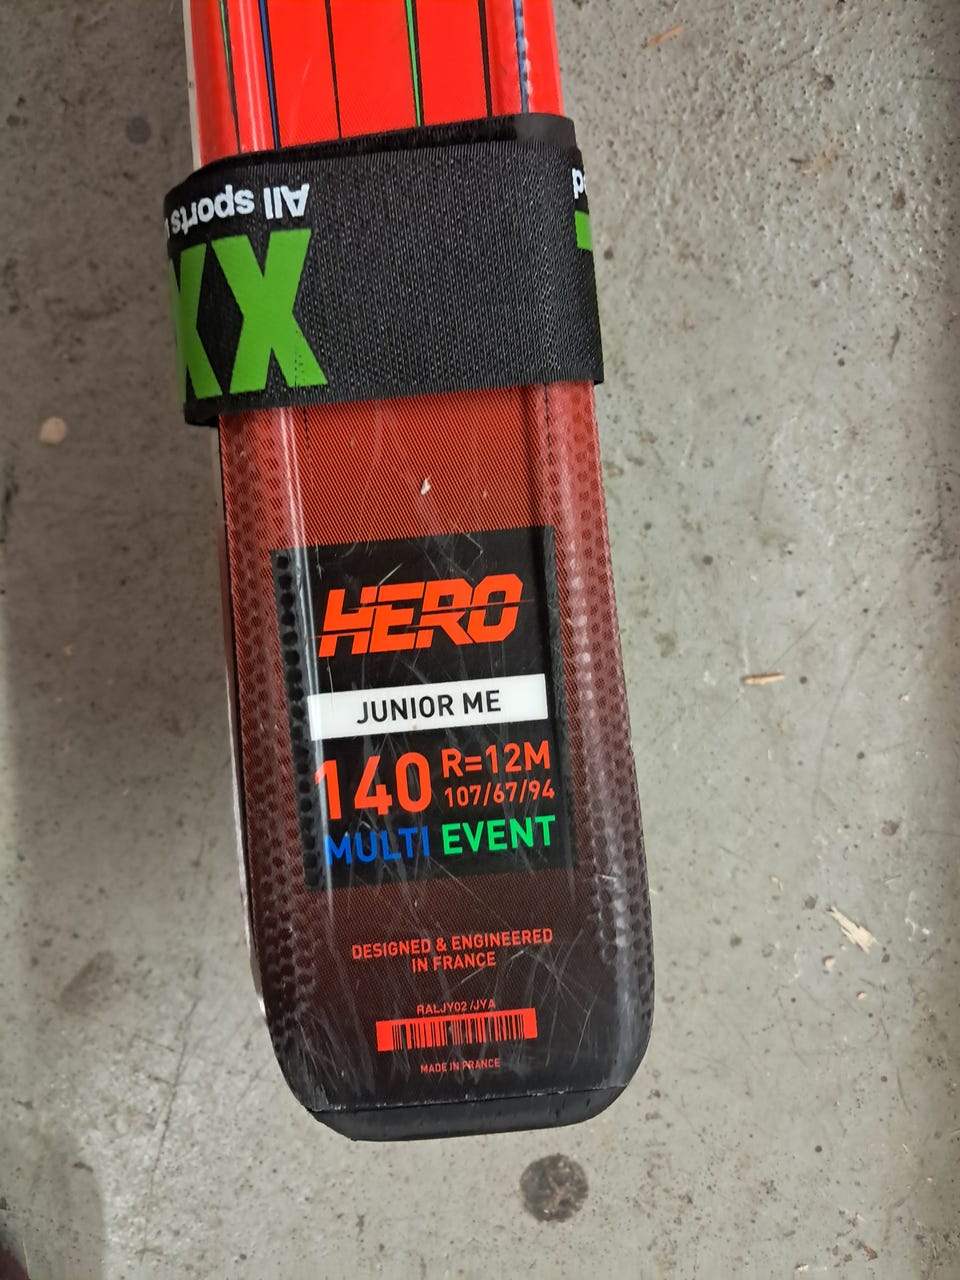 All sports
XX
HERO
JUNIOR ME
140 R=12M
107/67/94
MULTI EVENT
DESIGNED & ENGINEERED
IN FRANCE
RALJY02 /JYA
MADE IN FRANCE